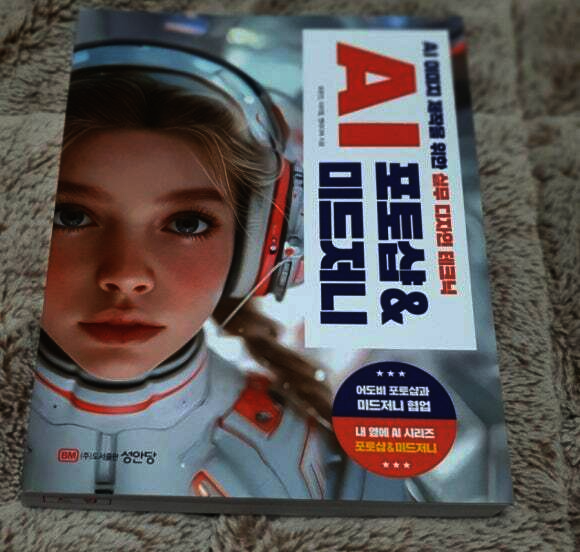 AI 이미지 제작을 위한 실무 디자인 테크닉
AI
포토샵&
미드저니
어도비 포토샵과
미드저니 협업
내 옆에 AI 시리즈
포토샵&미드저니
BM (주)도서출판 성안당